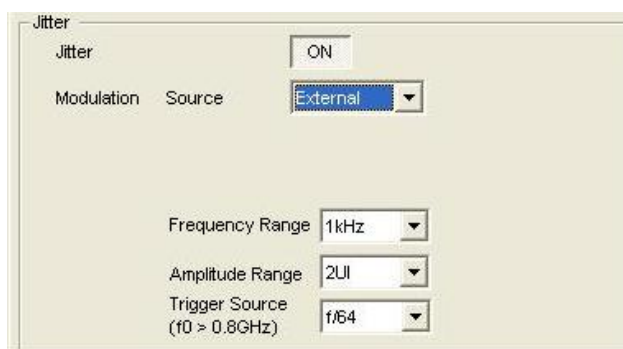 Jitter
Jitter ON
Modulation Source External
Frequency Range 1kHz
Amplitude Range 2UI
Trigger Source
(f0 > 0.8GHz) f/64